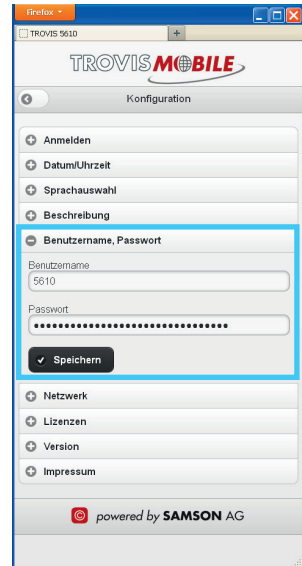 Firefox
TROVIS 5610
TROVIS MOBILE
Konfiguration
Anmelden
Datum/Uhrzeit
Sprachauswahl
Beschreibung
Benutzername, Passwort
Benutzername
5610
Passwort
••••••••••••••••••••••••••••••••
Speichern
Netzwerk
Lizenzen
Version
Impressum
© powered by SAMSON AG